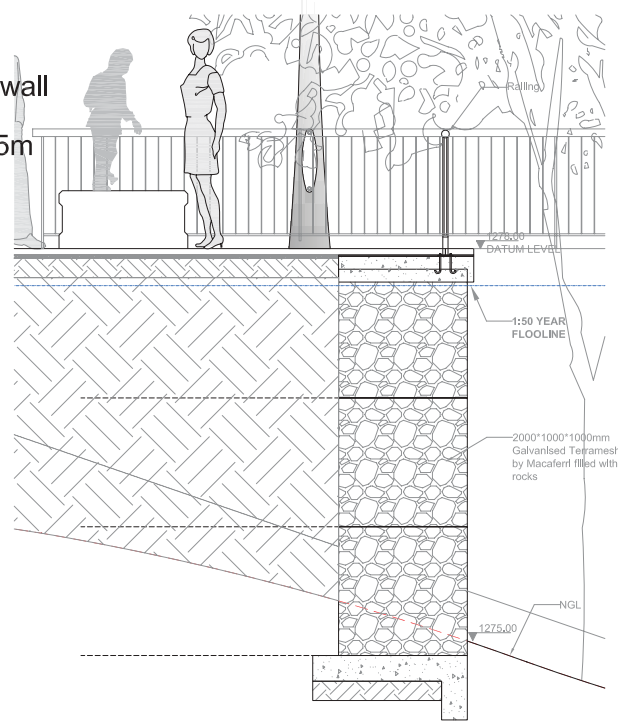 wall
5m
Railing
1278.00
DATUM LEVEL
1:50 YEAR
FLOOLINE
2000*1000*1000mm
Galvanised Terramesh
by Macaferri filled with
rocks
NGL
1275.00